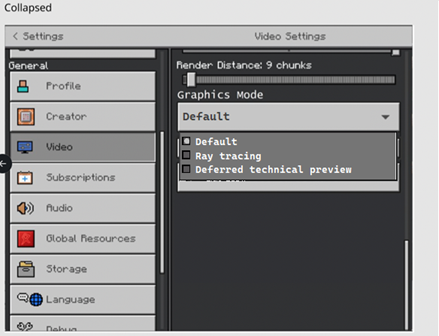 Collapsed
< Settings
Video Settings
General
Profile
Creator
Video
Subscriptions
Audio
Global Resources
Storage
Language
Debug
Render Distance: 9 chunks
Graphics Mode
Default
Default
Ray tracing
Deferred technical preview